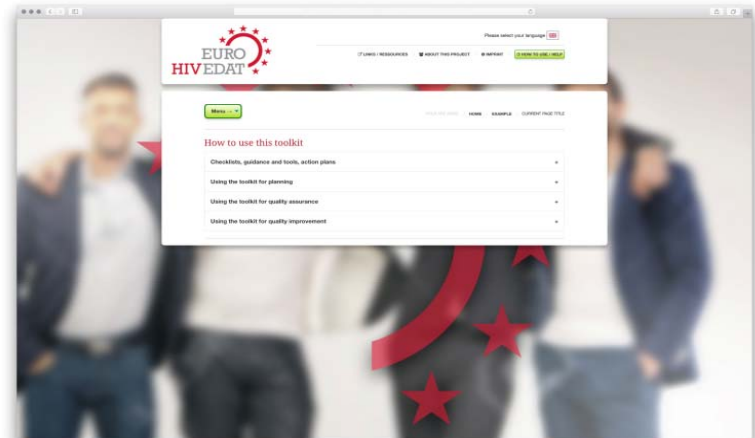 Please select your language
EURO
HIVEDAT
LINKS / RESSOURCES
ABOUT THIS PROJECT
IMPRINT
HOW TO USE / HELP
Menu
HOME
EXAMPLE
CURRENT PAGE TITLE
How to use this toolkit
Checklists, guidance and tools, action plans
Using the toolkit for planning
Using the toolkit for quality assurance
Using the toolkit for quality improvement